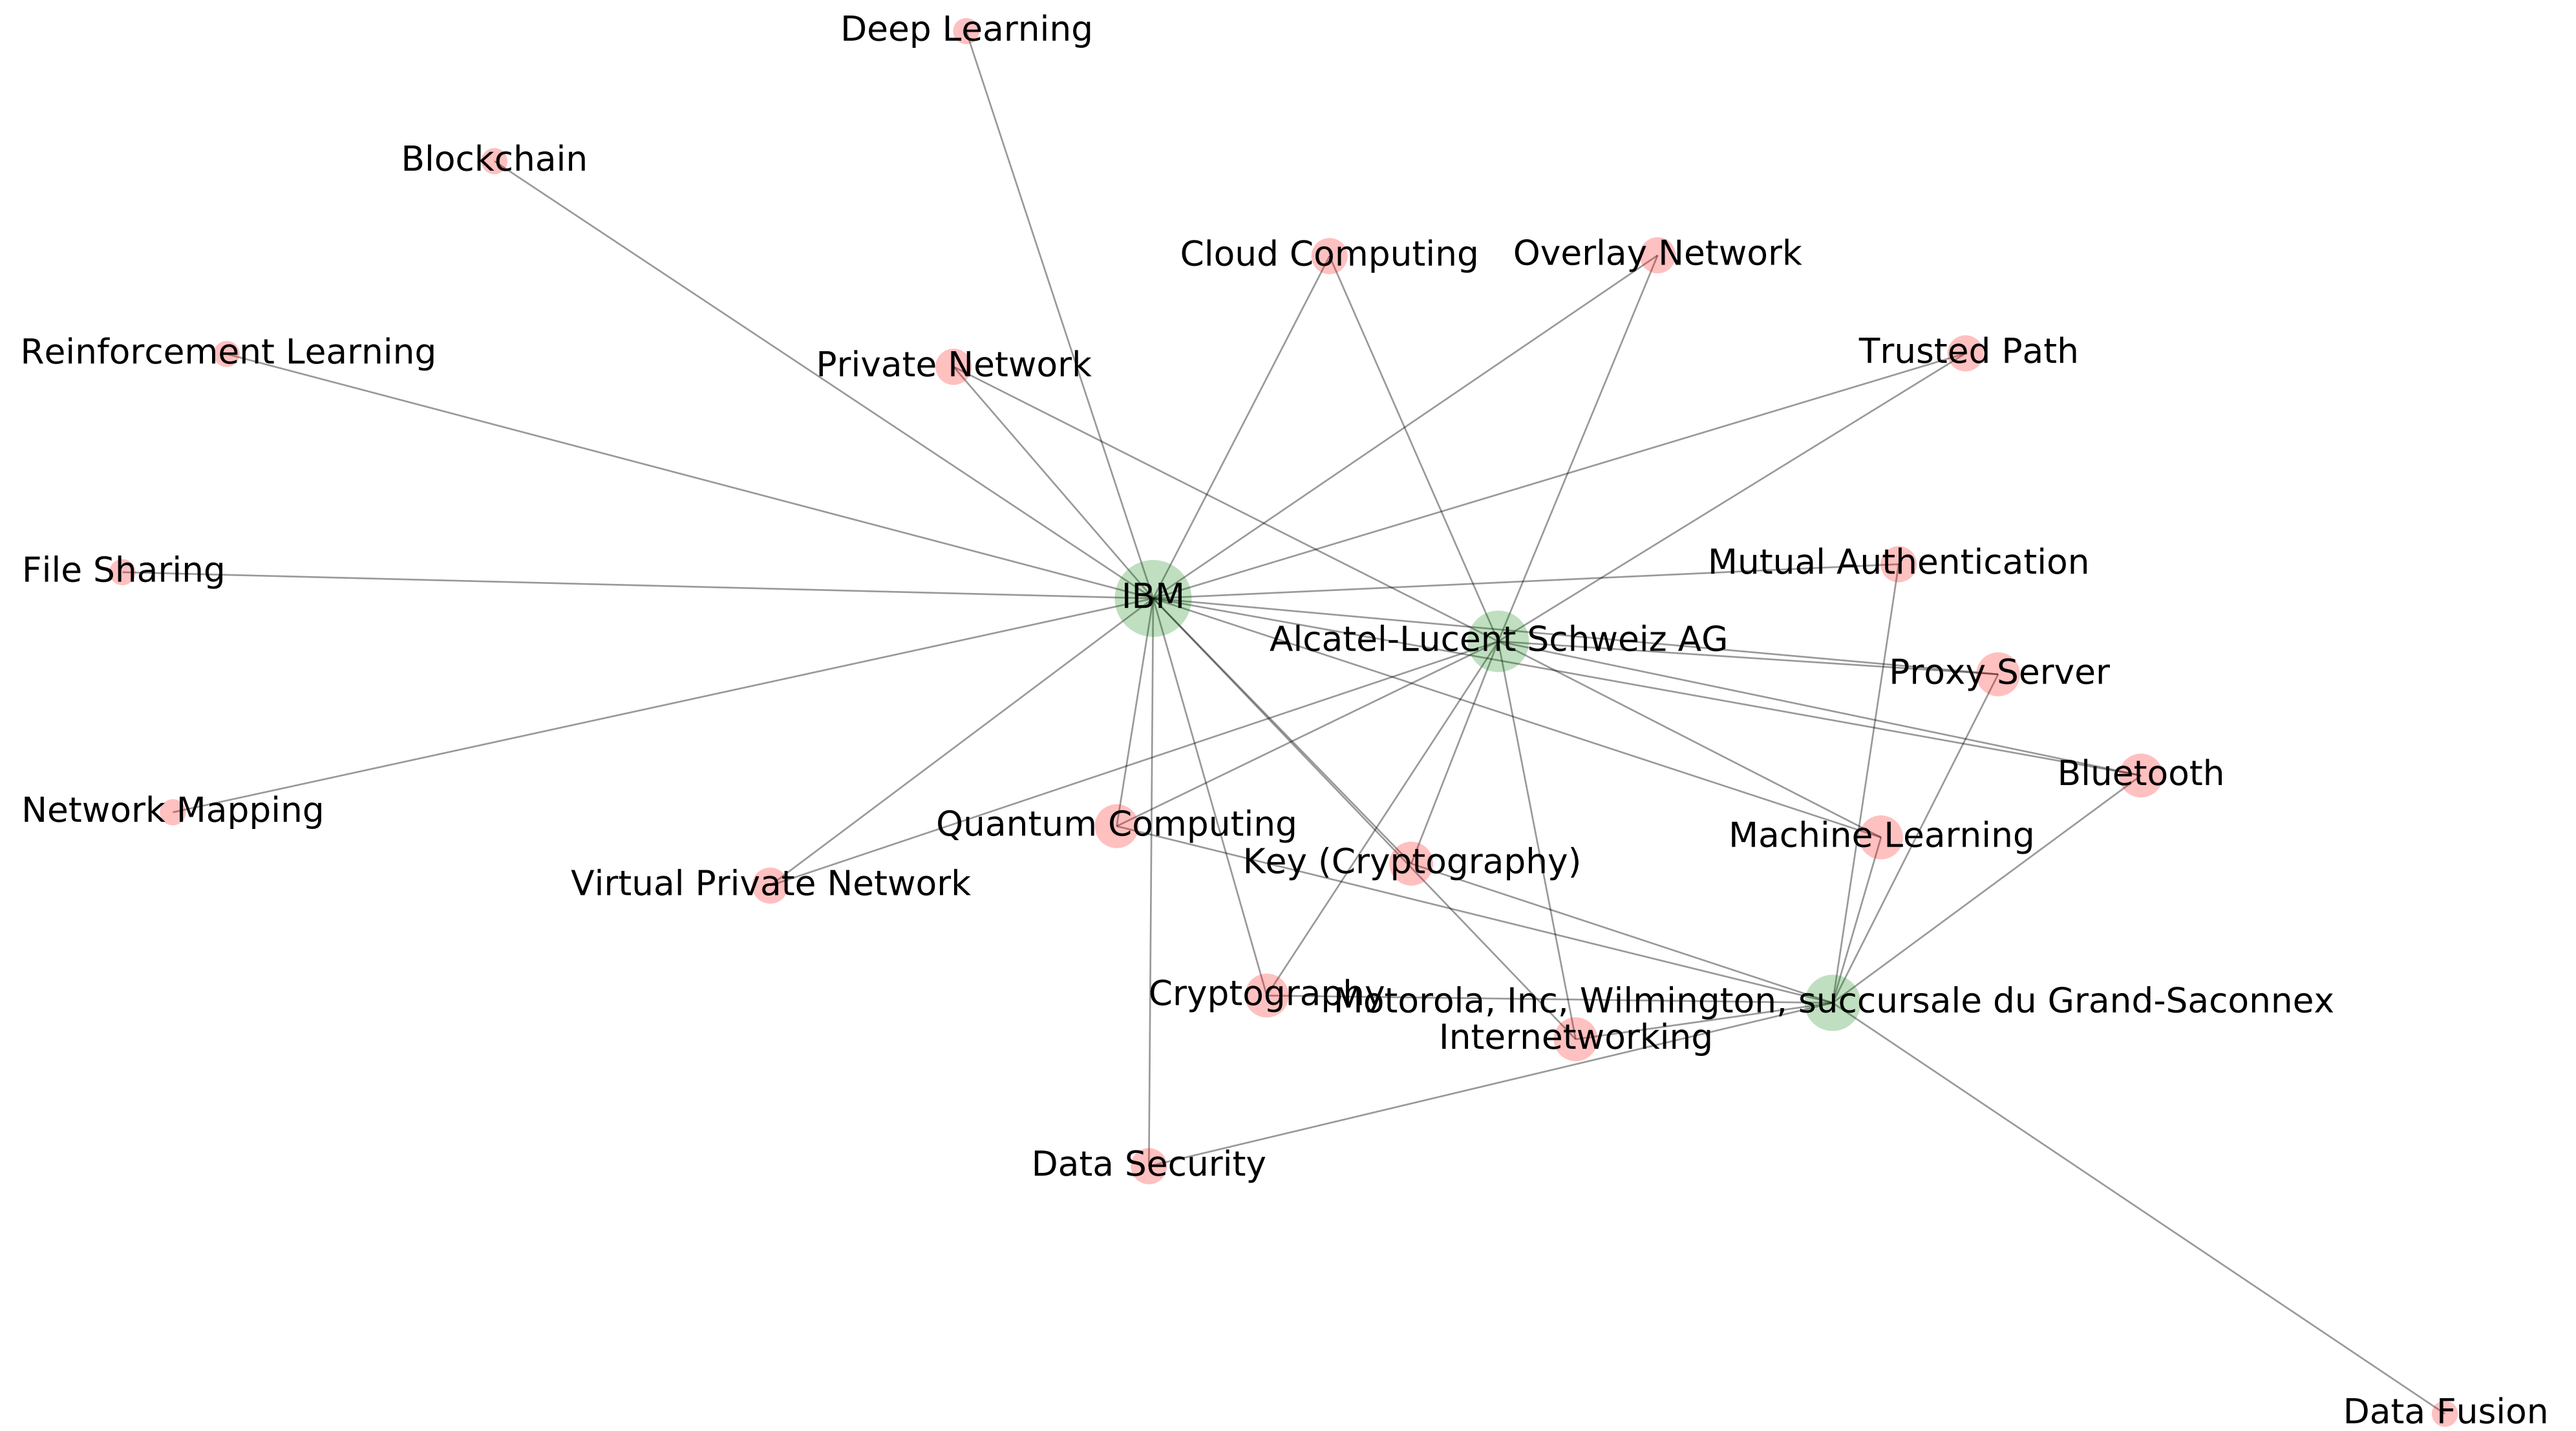 Deep Learning
Blockchain
Cloud Computing
Overlay Network
Reinforcement Learning
Private Network
Trusted Path
File Sharing
IBM
Mutual Authentication
Alcatel-Lucent Schweiz AG
Proxy Server
Bluetooth
Network Mapping
Quantum Computing
Machine Learning
Key (Cryptography)
Virtual Private Network
Cryptography
Motorola, Inc, Wilmington, succursale du Grand-Saconnex
Internetworking
Data Security
Data Fusion